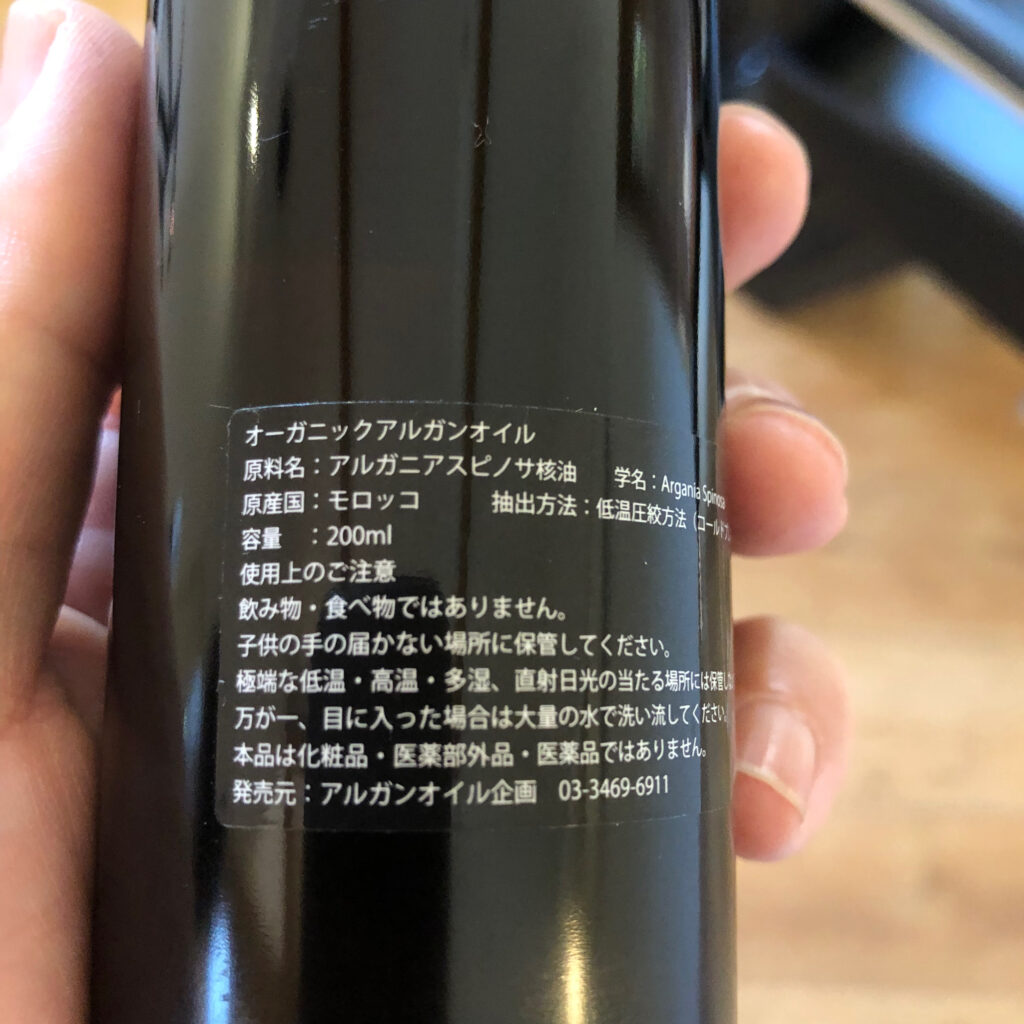 オーガニックアルガンオイル
原料名：アルガニアスピノサ核油 学名：Argania Spinosa
原産国：モロッコ 抽出方法：低温圧絞方法（コールド
容量 ：200ml
使用上のご注意
飲み物・食べ物ではありません。
子供の手の届かない場所に保管してください。
極端な低温・高温・多湿、直射日光の当たる場所には保管し
万が一、目に入った場合は大量の水で洗い流してください。
本品は化粧品・医薬部外品・医薬品ではありません。
発売元：アルガンオイル企画 03-3469-6911